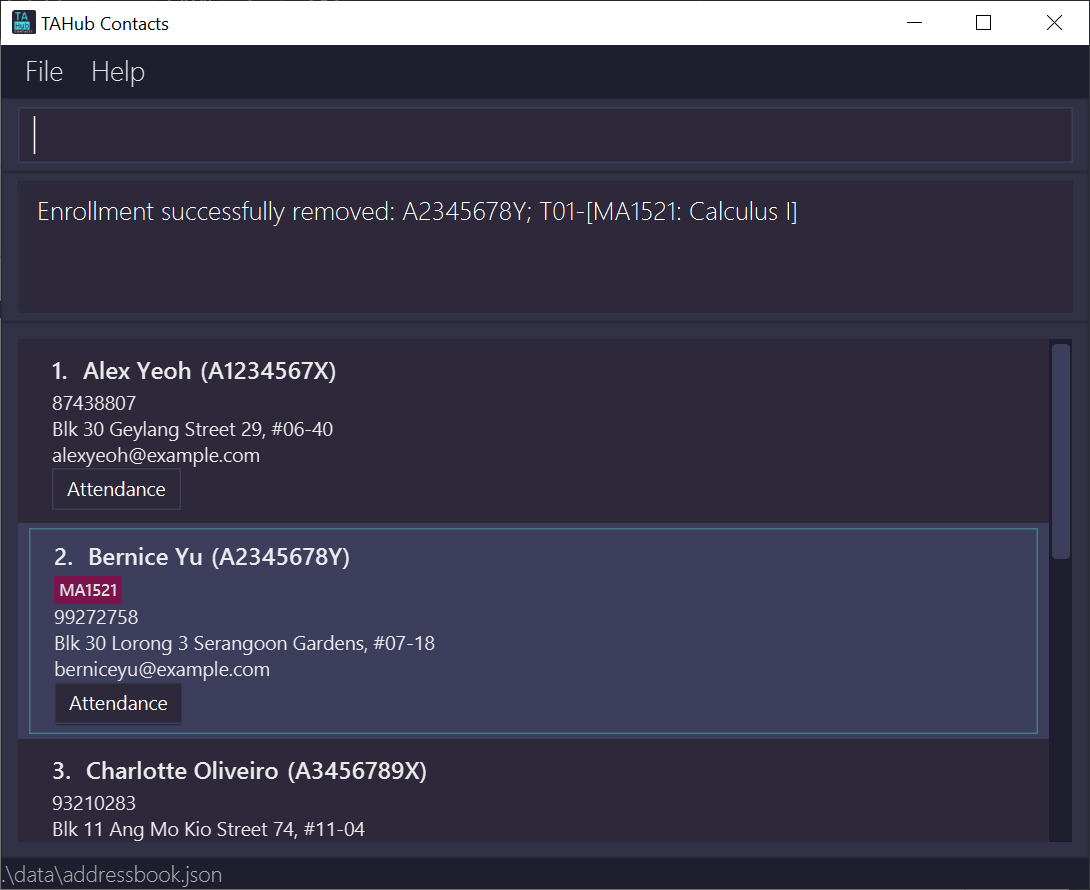 TA
Hub
TAHub Contacts
File Help
Enrollment successfully removed: A2345678Y; T01-[MA1521: Calculus I]
1. Alex Yeoh (A1234567X)
87438807
Blk 30 Geylang Street 29, #06-40
alexyeoh@example.com
Attendance
2. Bernice Yu (A2345678Y)
MA1521
99272758
Blk 30 Lorong 3 Serangoon Gardens, #07-18
berniceyu@example.com
Attendance
3. Charlotte Oliveiro (A3456789X)
93210283
Blk 11 Ang Mo Kio Street 74, #11-04
.\data\addressbook.json